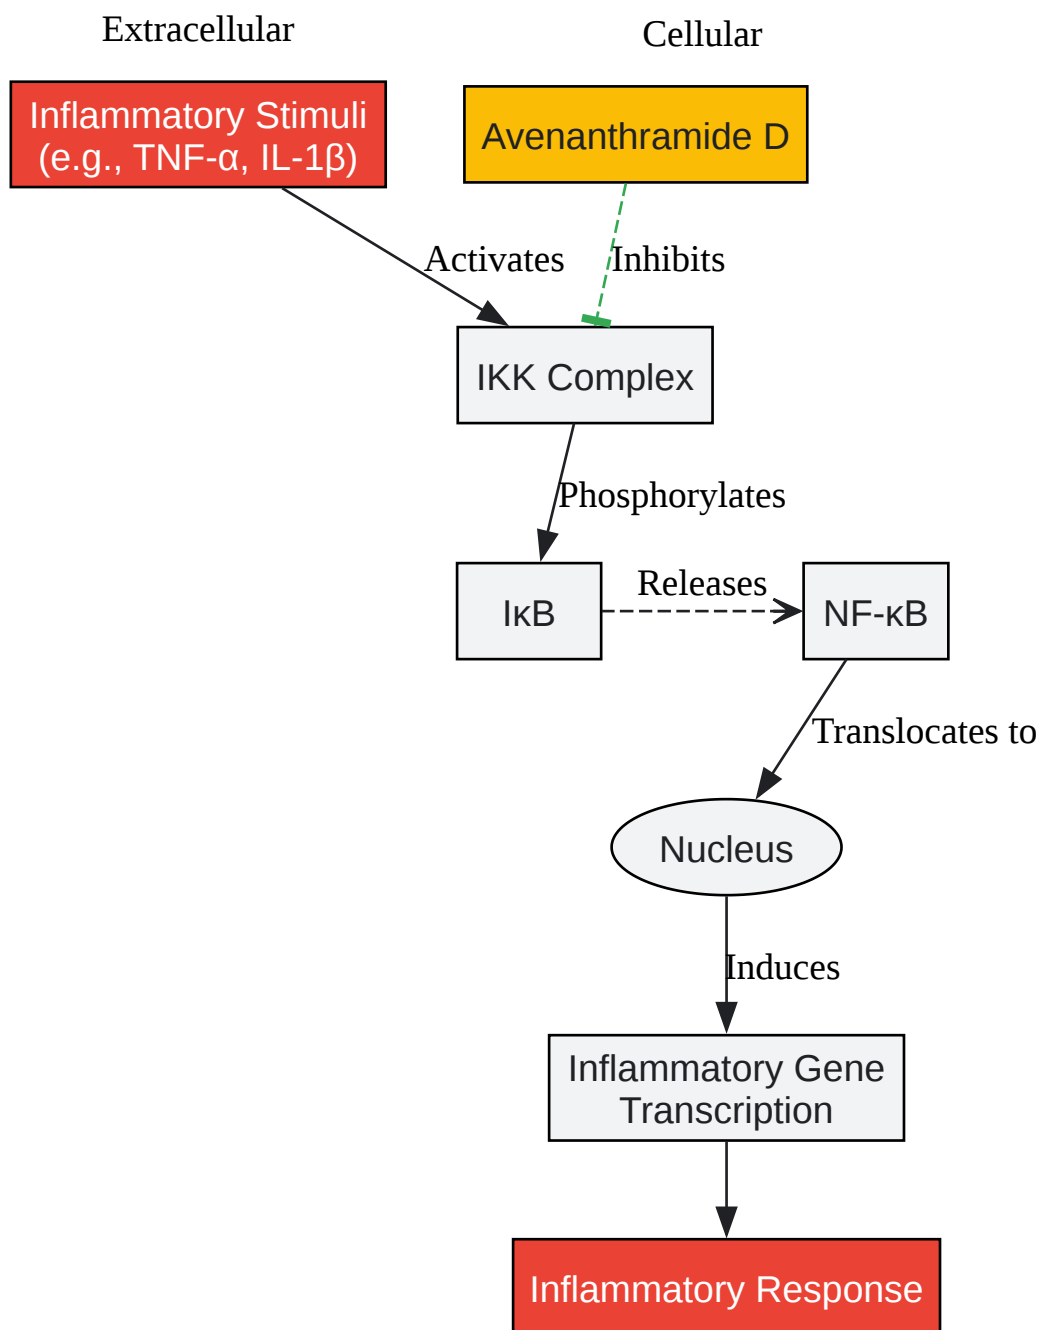 Extracellular
Cellular
Inflammatory Stimuli
(e.g., TNF-α, IL-1β)
Avenanthramide D
Activates
Inhibits
IKK Complex
Phosphorylates
IκB
Releases
NF-κB
Translocates to
Nucleus
Induces
Inflammatory Gene
Transcription
Inflammatory Response